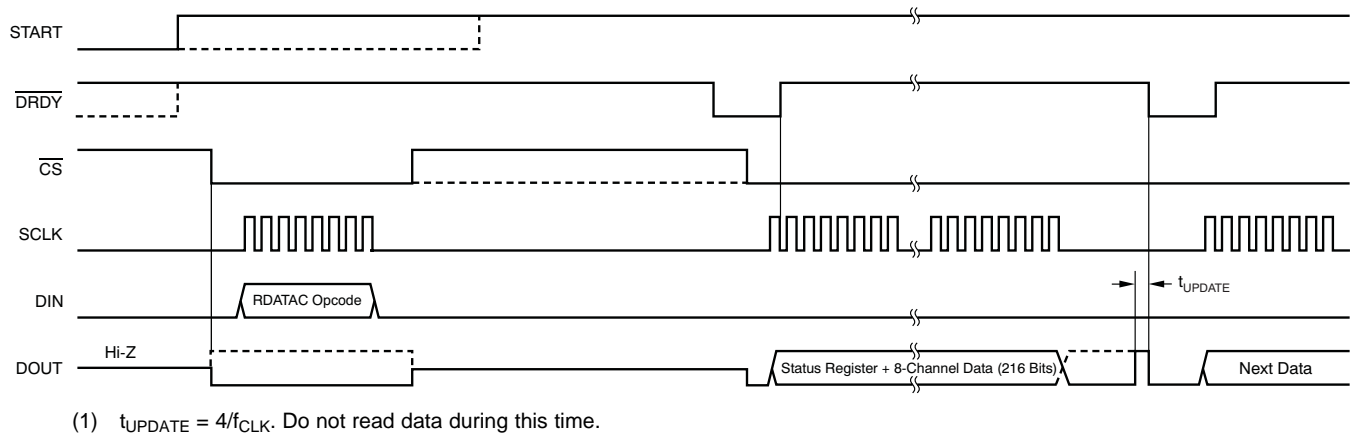 START
DRDY
CS
SCLK
DIN
RDATAC Opcode
tUPDATE
Hi-Z
DOUT
Status Register + 8-Channel Data (216 Bits)
Next Data
(1) tUPDATE = 4/fCLK. Do not read data during this time.